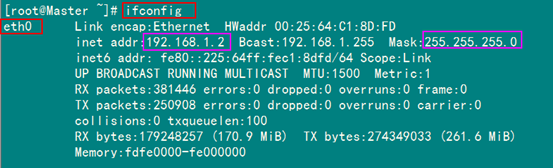 [root@Master ~]# ifconfig
eth0 Link encap:Ethernet HWaddr 00:25:64:C1:8D:FD
inet addr:192.168.1.2 Bcast:192.168.1.255 Mask:255.255.255.0
inet6 addr: fe80::225:64ff:fec1:8dfd/64 Scope:Link
UP BROADCAST RUNNING MULTICAST MTU:1500 Metric:1
RX packets:381446 errors:0 dropped:0 overruns:0 frame:0
TX packets:250908 errors:0 dropped:0 overruns:0 carrier:0
collisions:0 txqueuelen:100
RX bytes:179248257 (170.9 MiB) TX bytes:274349033 (261.6 MiB)
Memory:fdfe0000-fe000000